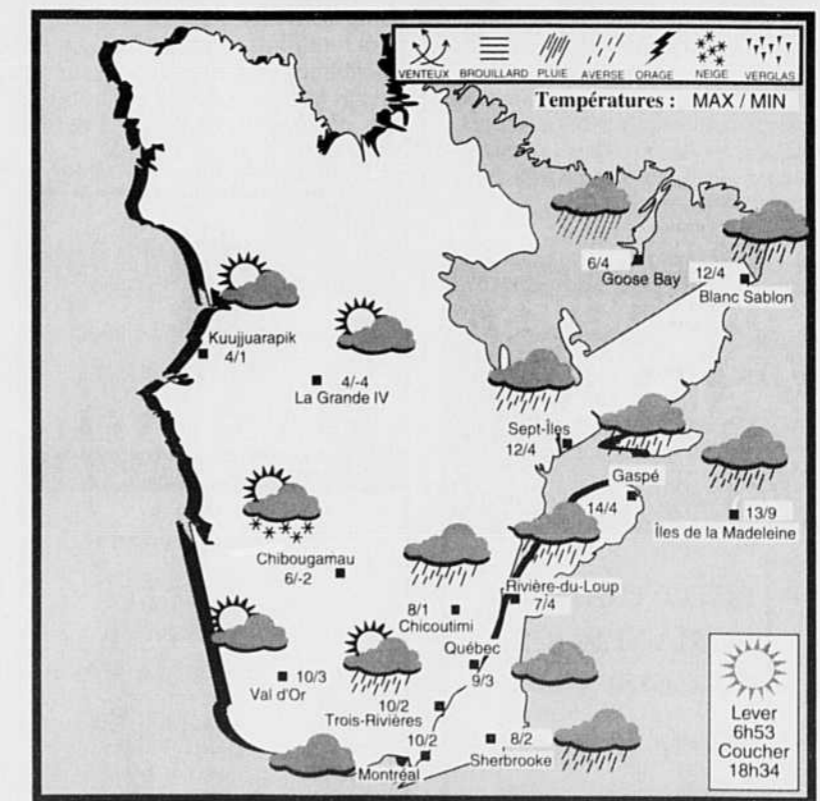 VENTEUX BROUILLARD PLUIE AVERSE ORAGE NEIGE VERGLAS
Températures : MAX / MIN
6/4
Goose Bay
12/4
Blanc Sablon
Kuujjuarapik
4/1
4/-4
La Grande IV
Sept-Îles
12/4
Gaspé
14/4
13/9
Îles de la Madeleine
Chibougamau
6/-2
Rivière-du-Loup
7/4
8/1
Chicoutimi
Québec
9/3
10/3
Val d'Or
10/2
Trois-Rivières
10/2
Montréal
8/2
Sherbrooke
Lever
6h53
Coucher
18h34